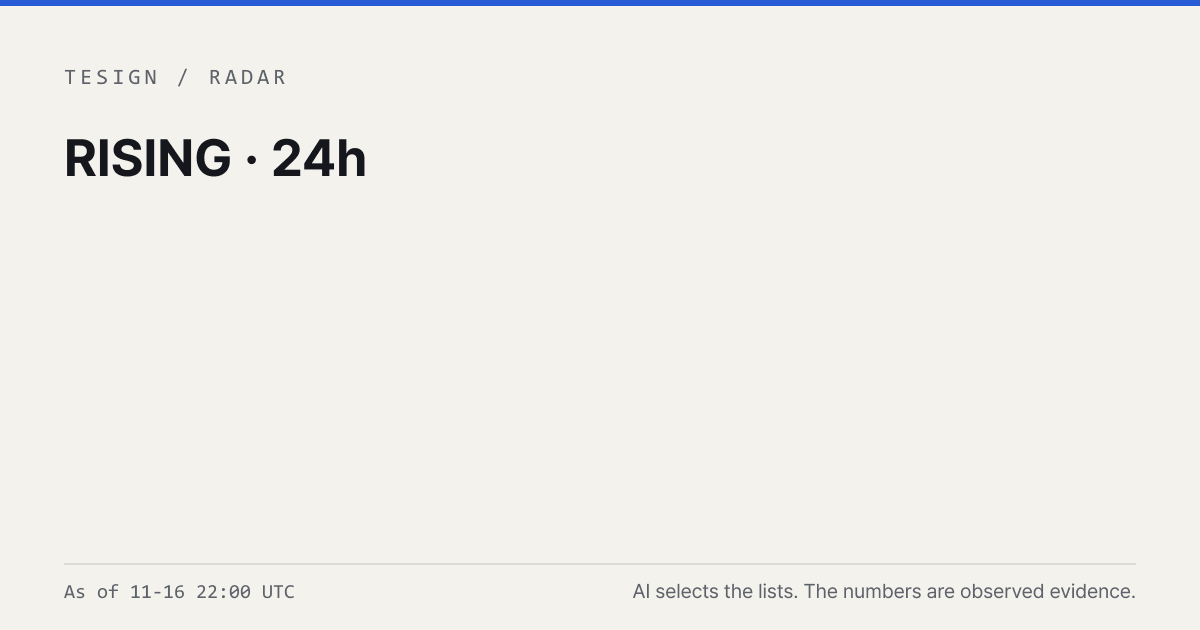 TESIGN / RADAR
RISING · 24h
As of 11-16 22:00 UTC
AI selects the lists. The numbers are observed evidence.